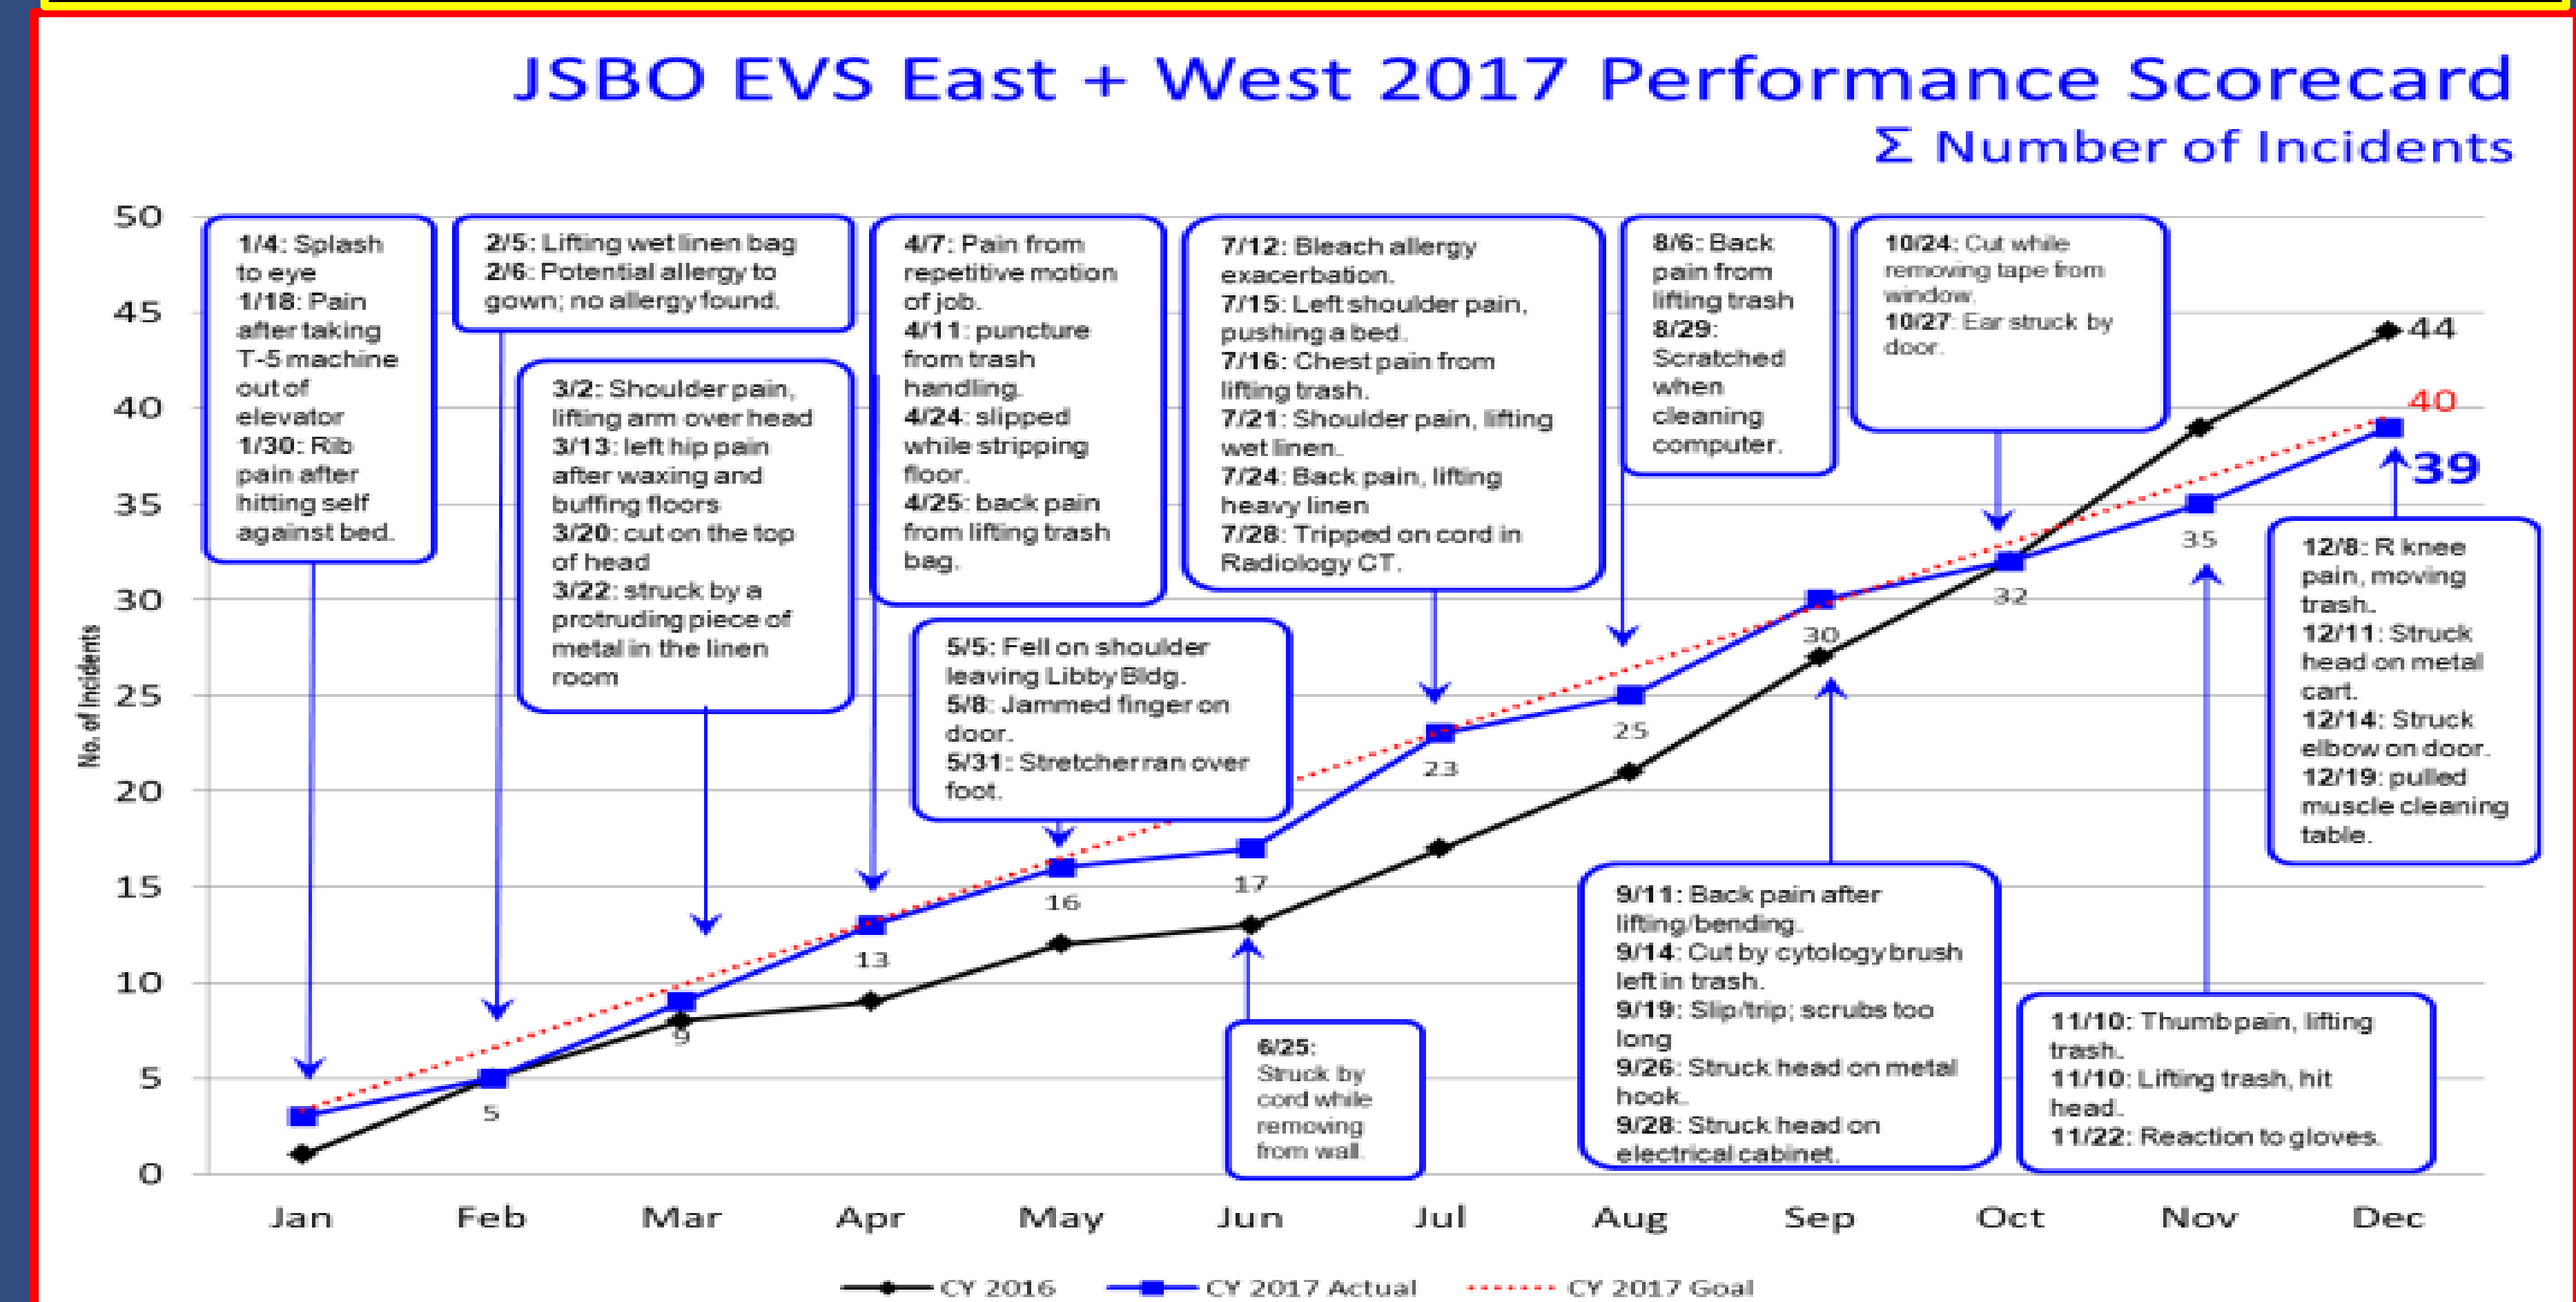 JSBO EVS East + West 2017 Performance Scorecard
Σ Number of Incidents
50
45
40
35
30
25
20
15
10
5
0
No. of Incidents
1/4: Splash
to eye
1/18: Pain
after taking
T-5 machine
out of
elevator
1/30: Rib
pain after
hitting self
against bed.
2/5: Lifting wet linen bag
2/6: Potential allergy to
gown; no allergy found.
3/2: Shoulder pain,
lifting arm over head
3/13: left hip pain
after waxing and
buffing floors
3/20: cut on the top
of head
3/22: struck by a
protruding piece of
metal in the linen
room
4/7: Pain from
repetitive motion
of job.
4/11: puncture
from trash
handling.
4/24: slipped
while stripping
floor.
4/25: back pain
from lifting trash
bag.
5/5: Fell on shoulder
leaving Libby Bldg.
5/8: Jammed finger on
door.
5/31: Stretcher ran over
foot.
6/25:
Struck by
cord while
removing
from wall.
7/12: Bleach allergy
exacerbation.
7/15: Left shoulder pain,
pushing a bed.
7/16: Chest pain from
lifting trash.
7/21: Shoulder pain, lifting
wet linen.
7/24: Back pain, lifting
heavy linen
7/28: Tripped on cord in
Radiology CT.
8/6: Back
pain from
lifting trash
8/29:
Scratched
when
cleaning
computer.
9/11: Back pain after
lifting/bending.
9/14: Cut by cytology brush
left in trash.
9/19: Slip/trip; scrubs too
long
9/26: Struck head on metal
hook.
9/28: Struck head on
electrical cabinet.
10/24: Cut while
removing tape from
window.
10/27: Ear struck by
door.
11/10: Thumb pain, lifting
trash.
11/10: Lifting trash, hit
head.
11/22: Reaction to gloves.
12/8: R knee
pain, moving
trash.
12/11: Struck
head on metal
cart.
12/14: Struck
elbow on door.
12/19: pulled
muscle cleaning
table.
5
9
13
16
17
23
25
30
32
35
44
40
39
Jan Feb Mar Apr May Jun Jul Aug Sep Oct Nov Dec
CY 2016 CY 2017 Actual CY 2017 Goal